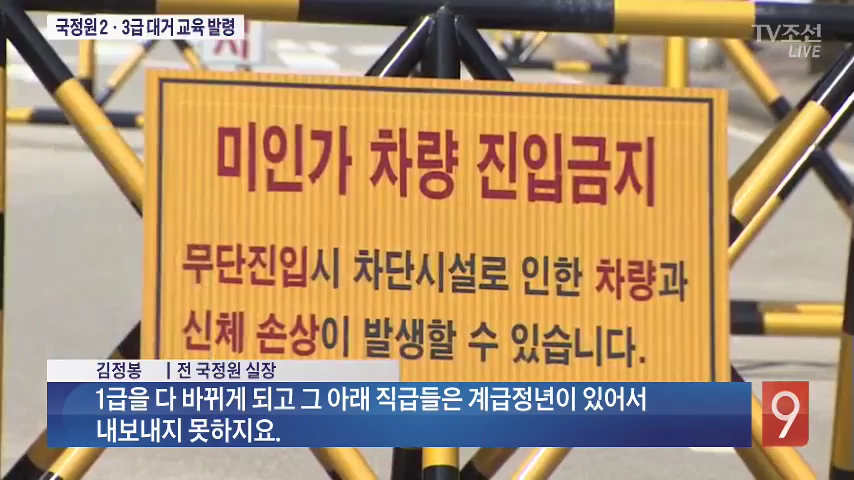 국정원 2·3급 대거 교육 발령
TV조선
LIVE
미인가 차량 진입금지
무단진입시 차단시설로 인한 차량과
신체 손상이 발생할 수 있습니다.
김정봉 | 전 국정원 실장
1급을 다 바뀌게 되고 그 아래 직급들은 계급정년이 있어서
내보내지 못하지요.
9